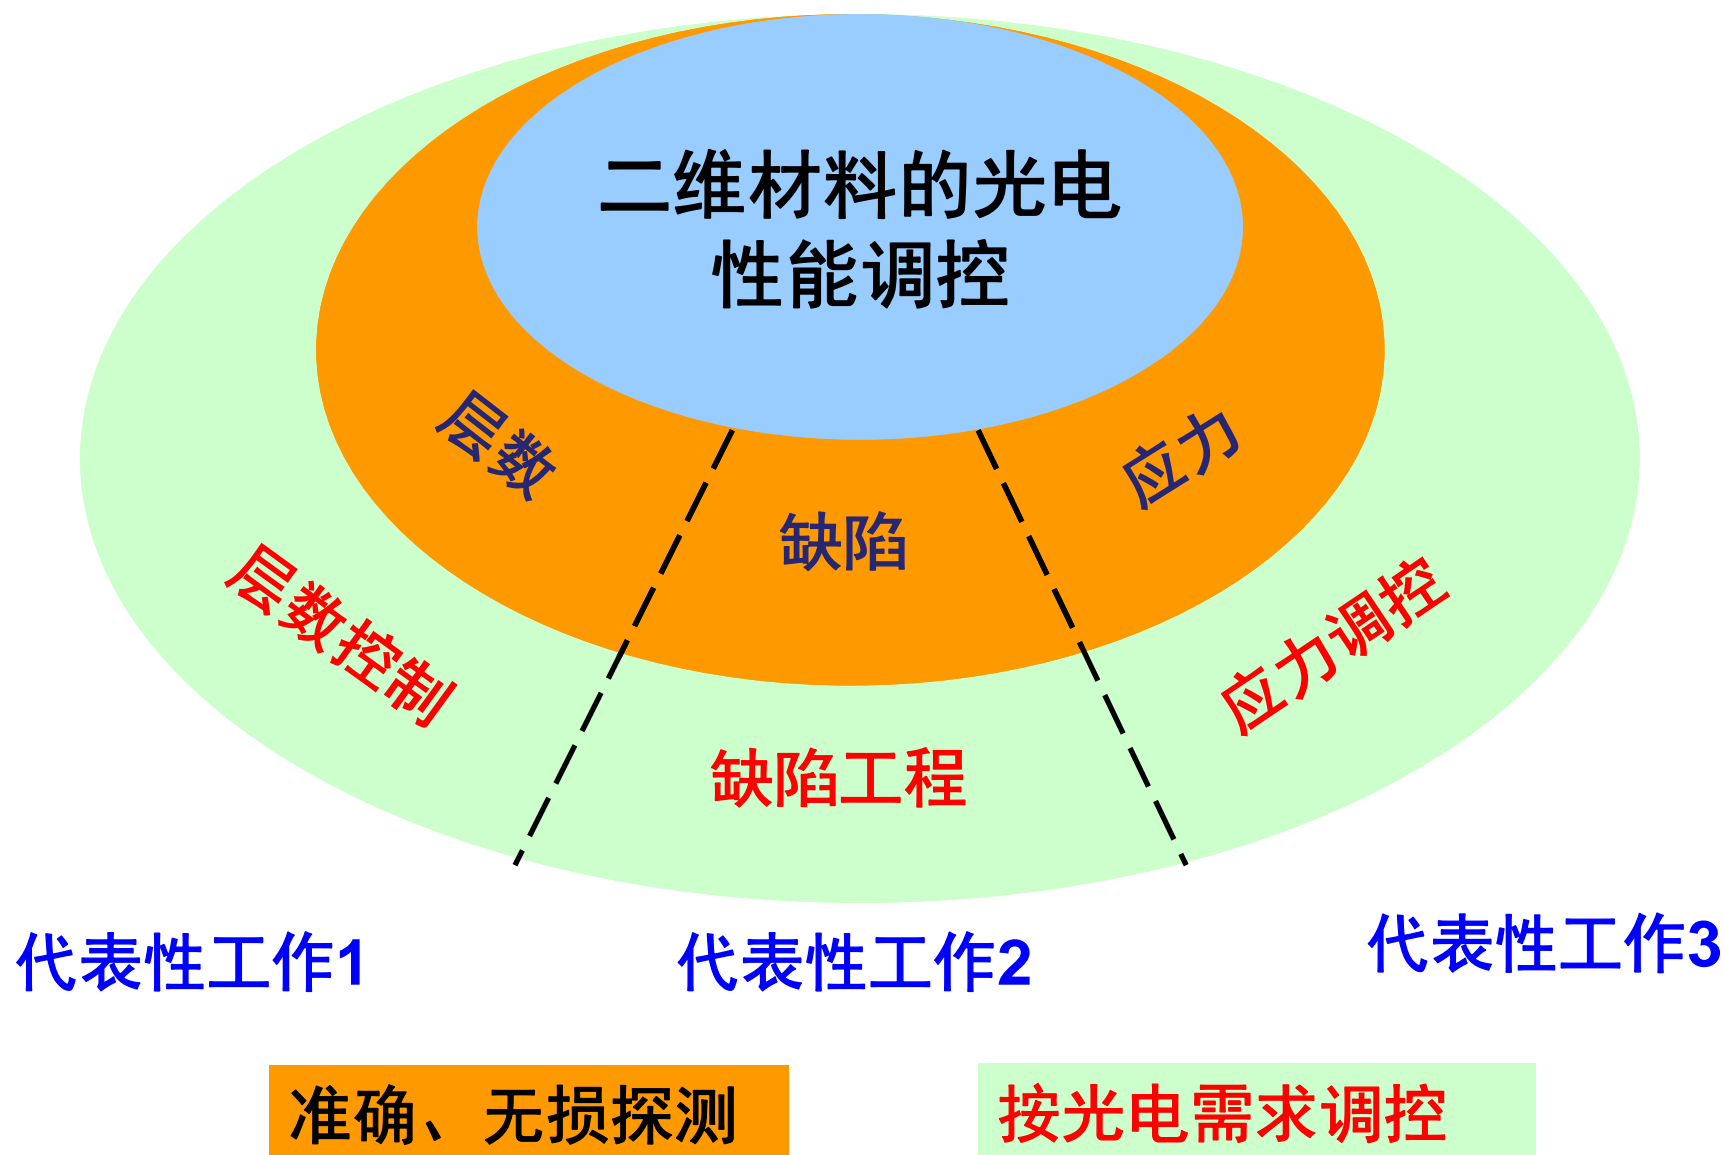 二维材料的光电
性能调控
层数
缺陷
应力
层数控制
缺陷工程
应力调控
代表性工作1
代表性工作2
代表性工作3
准确、无损探测
按光电需求调控